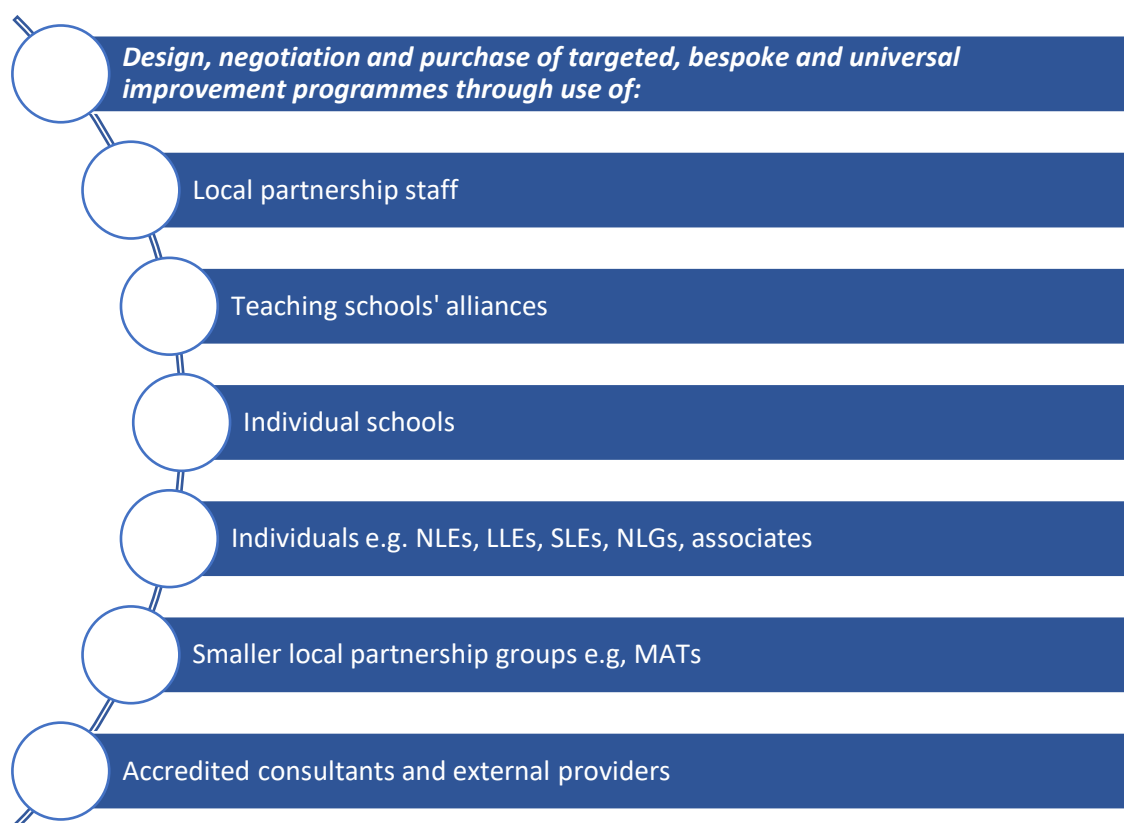 Design, negotiation and purchase of targeted, bespoke and universal
improvement programmes through use of:
Local partnership staff
Teaching schools' alliances
Individual schools
Individuals e.g. NLEs, LLEs, SLEs, NLGs, associates
Smaller local partnership groups e.g, MATs
Accredited consultants and external providers